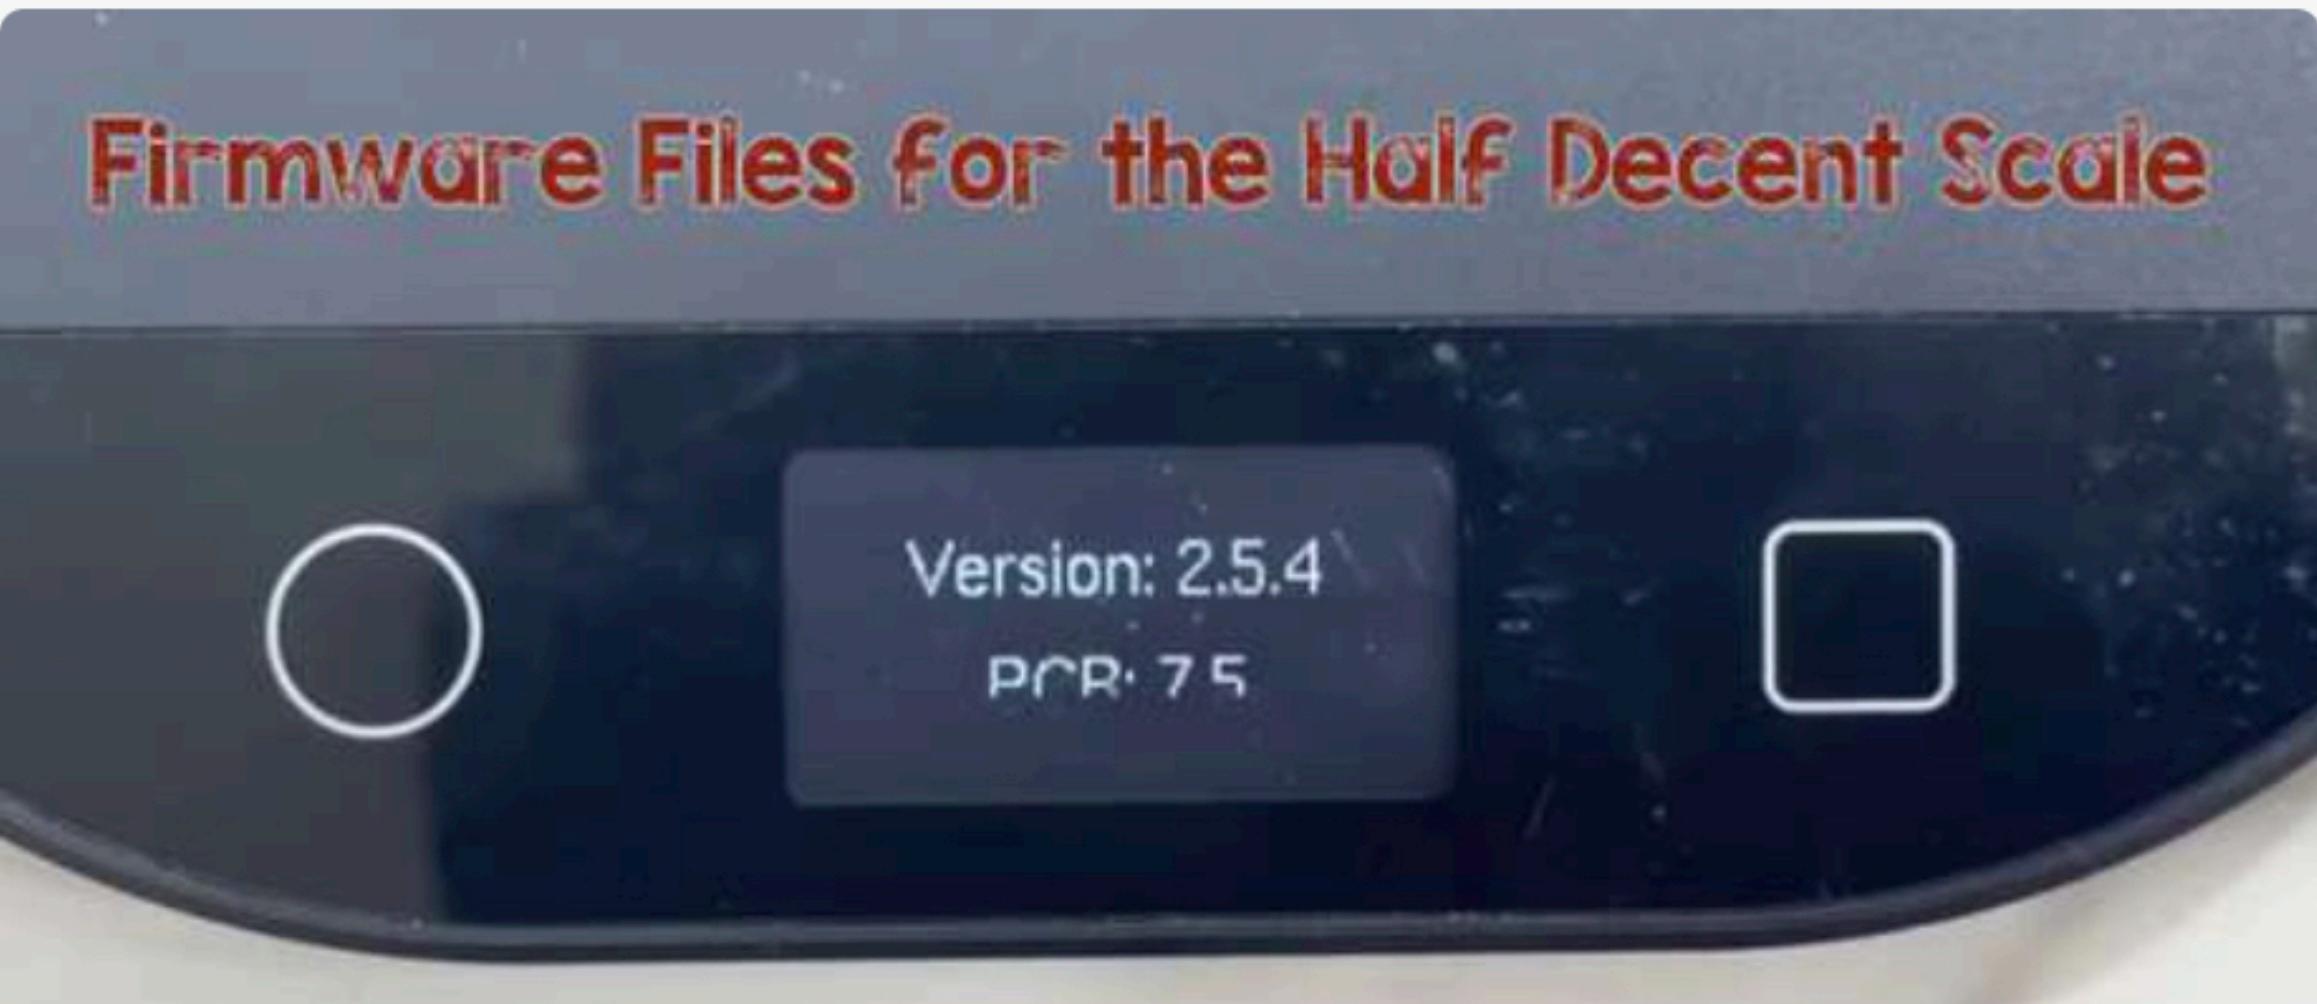 Firmware Files for the Half Decent Scale
Version: 2.5.4
PCB: 7.5